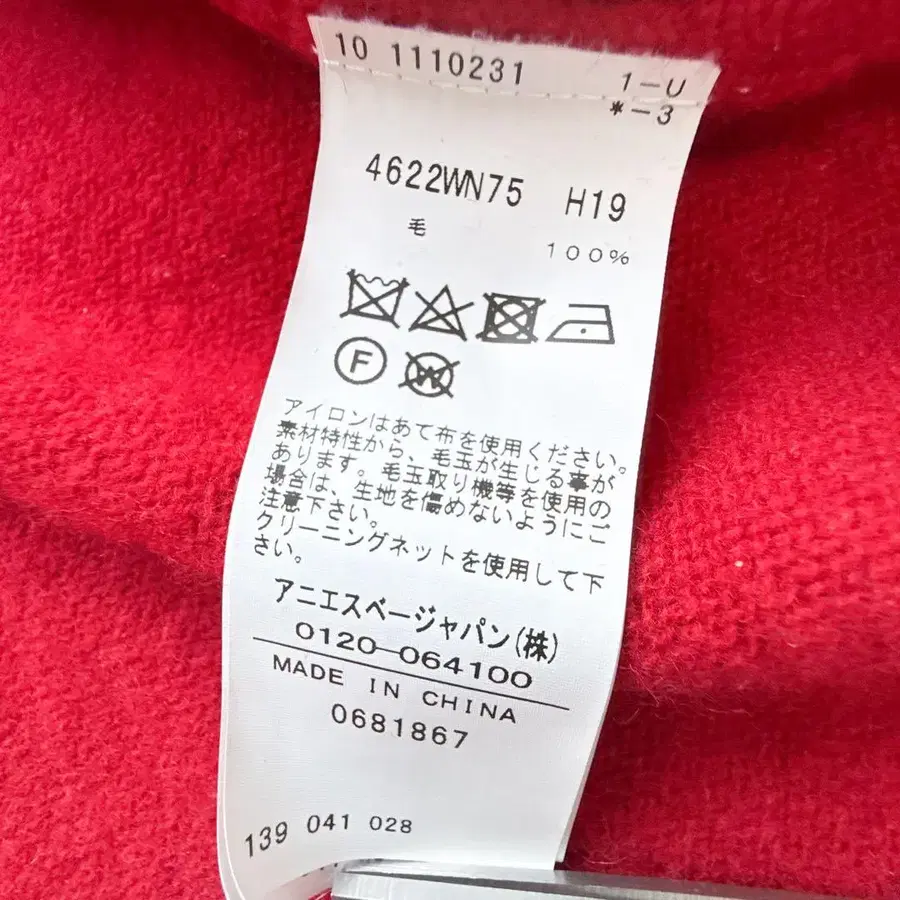 10 1110231 1-U
*-3
4622WN75 H19
毛 100%
F W
アイロンはあて布を使用ください。
素材特性から、毛玉が生じる事が
あります。毛玉取り機等を使用の
場合は、生地を傷めないようにご
注意下さい。
クリーニングネットを使用して下
さい。
アニエスベージャパン(株)
0120-064100
MADE IN CHINA
0681867
139 041 028